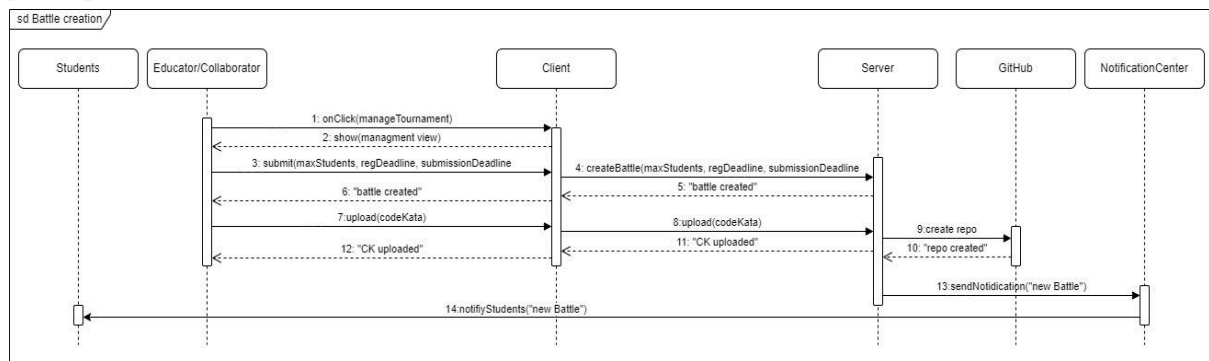 sd Battle creation
Students
Educator/Collaborator
Client
Server
GitHub
NotificationCenter
1: onClick(manageTournament)
2: show(managment view)
3: submit(maxStudents, regDeadline, submissionDeadline
4: createBattle(maxStudents, regDeadline, submissionDeadline
5: "battle created"
6: "battle created"
7:upload(codeKata)
8:upload(codeKata)
9:create repo
10: "repo created"
11: "CK uploaded"
12: "CK uploaded"
13:sendNotidication("new Battle")
14:notifiyStudents("new Battle")